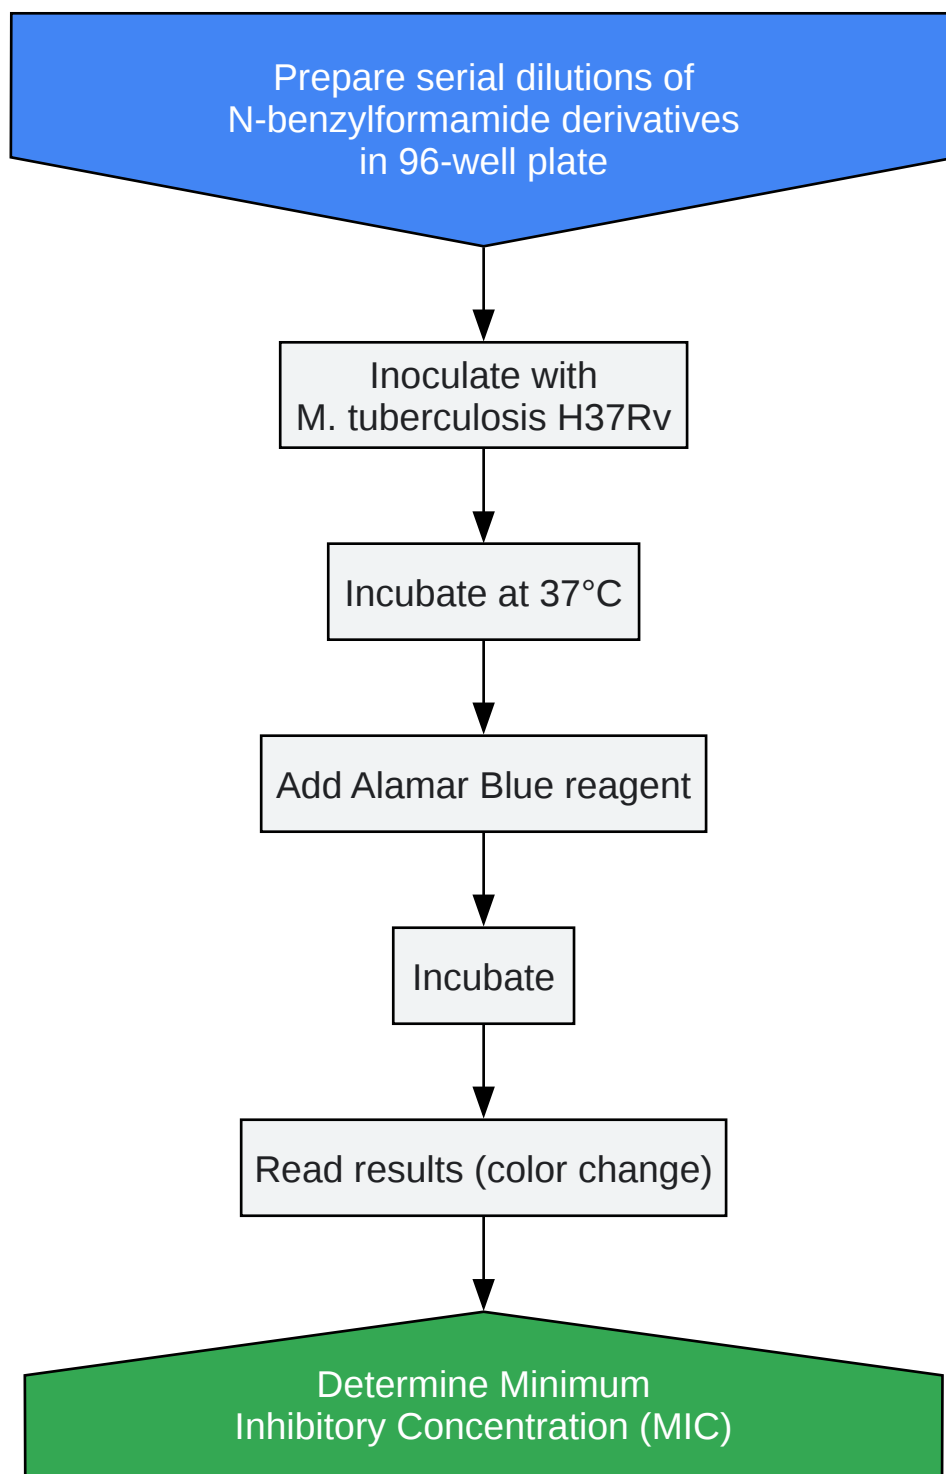 Prepare serial dilutions of
N-benzylformamide derivatives
in 96-well plate
Inoculate with
M. tuberculosis H37Rv
Incubate at 37°C
Add Alamar Blue reagent
Incubate
Read results (color change)
Determine Minimum
Inhibitory Concentration (MIC)